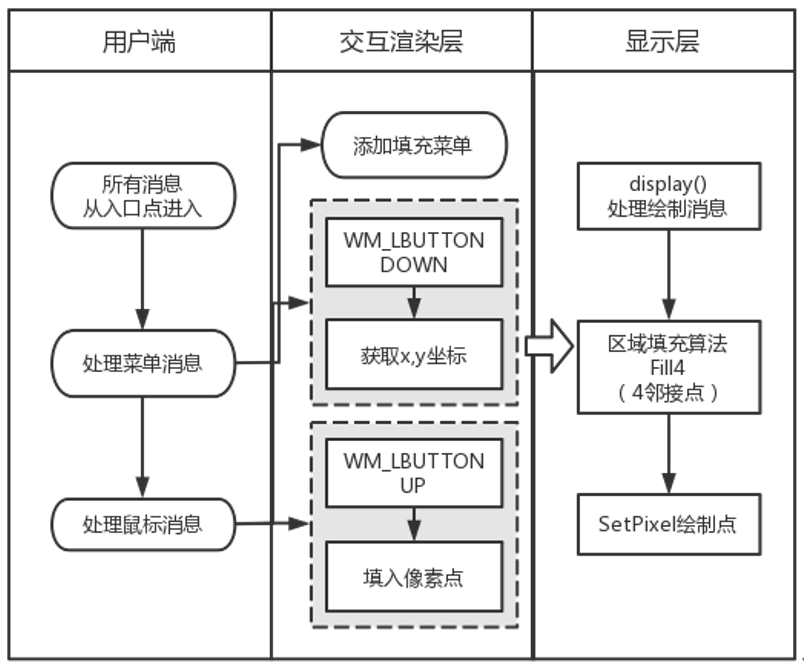 用户端
交互渲染层
显示层
所有消息
从入口点进入
处理菜单消息
处理鼠标消息
添加填充菜单
WM_LBUTTON
DOWN
获取x,y坐标
WM_LBUTTON
UP
填入像素点
display()
处理绘制消息
区域填充算法
Fill4
（4邻接点）
SetPixel绘制点